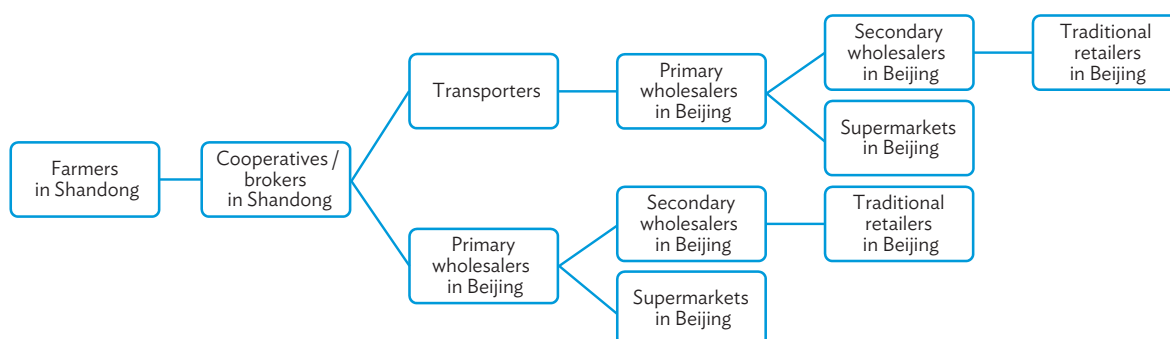 Farmers
in Shandong
Cooperatives /
brokers
in Shandong
Transporters
Primary
wholesalers
in Beijing
Secondary
wholesalers
in Beijing
Traditional
retailers
in Beijing
Supermarkets
in Beijing
Primary
wholesalers
in Beijing
Secondary
wholesalers
in Beijing
Traditional
retailers
in Beijing
Supermarkets
in Beijing